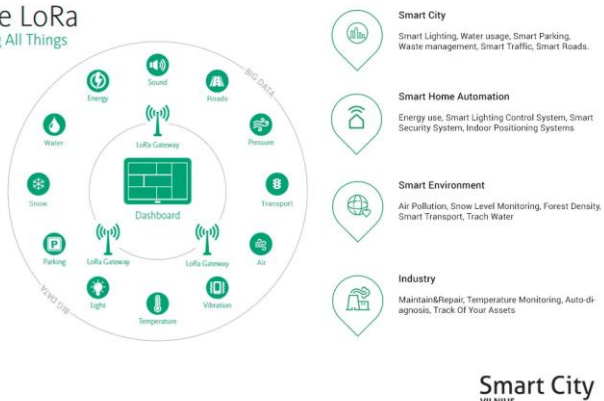 e LoRa
g All Things
Sound
Energy
Roads
BIG DATA
Water
LoRa Gateway
Pressure
Snow
Dashboard
Transport
P
Parking
LoRa Gateway
LoRa Gateway
Air
BIG DATA
Light
Temperature
Vibration
Smart City
Smart Lighting, Water usage, Smart Parking,
Waste management, Smart Traffic, Smart Roads.
Smart Home Automation
Energy use, Smart Lighting Control System, Smart
Security System, Indoor Positioning Systems
Smart Environment
Air Pollution, Snow Level Monitoring, Forest Density,
Smart Transport, Trach Water
Industry
Maintain&Repair, Temperature Monitoring, Auto-di-
agnosis, Track Of Your Assets
Smart City
VILNIUS